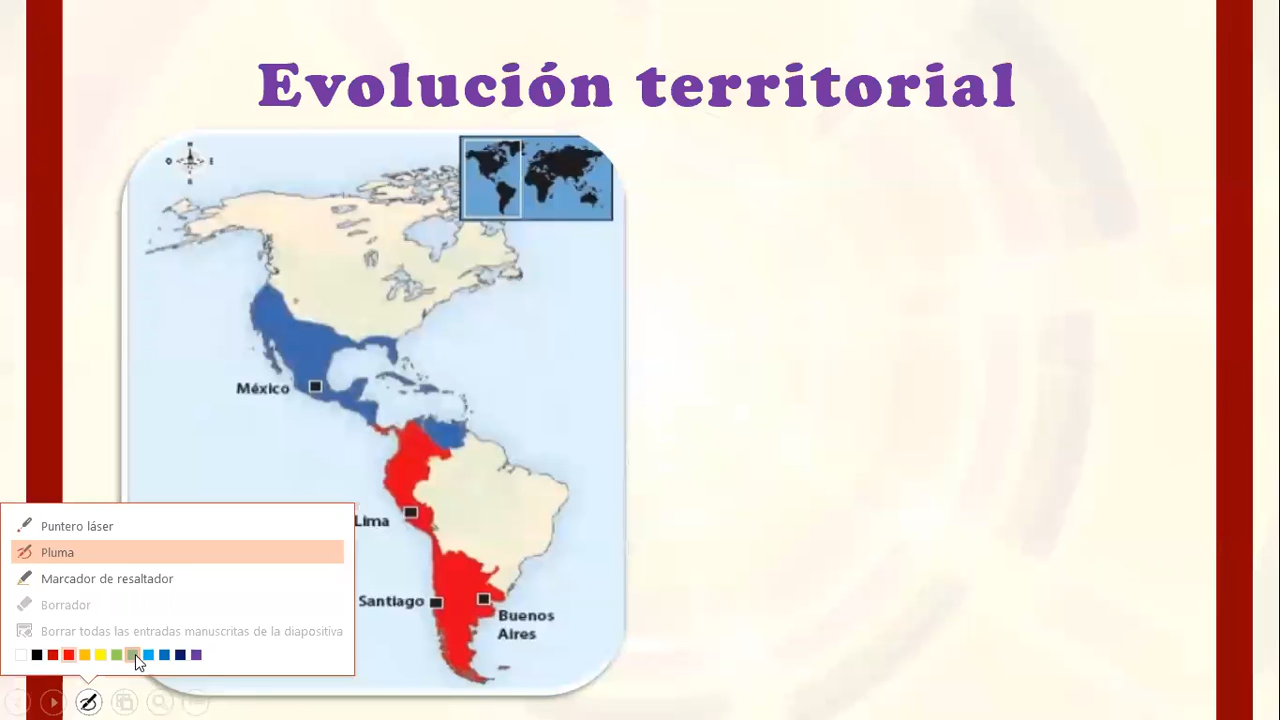 Evolución territorial
N
O E
S
México
Lima
Santiago
Buenos
Aires
Puntero láser
Pluma
Marcador de resaltador
Borrador
Borrar todas las entradas manuscritas de la diapositiva